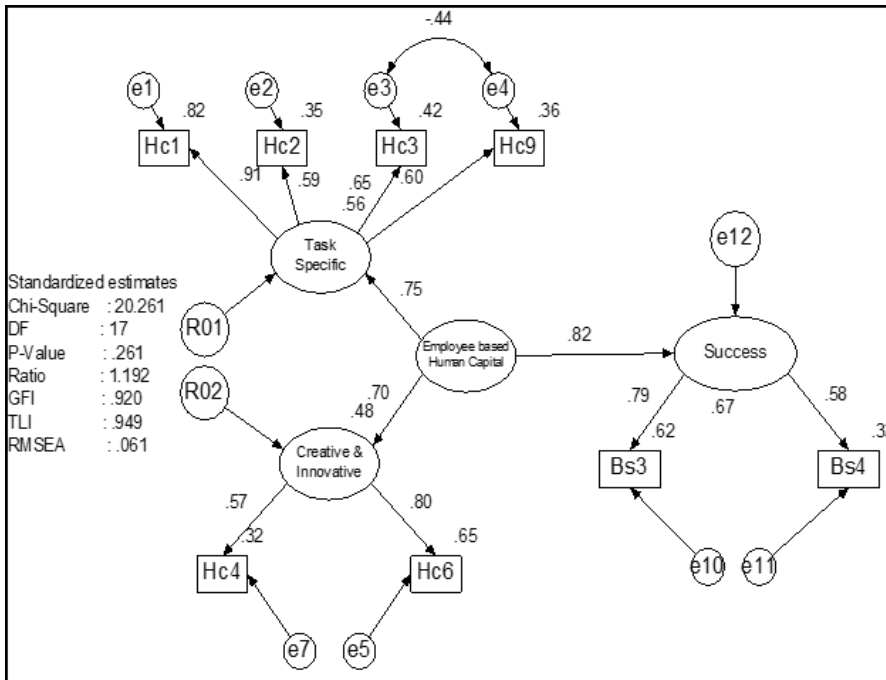 -.44
e1
e2
e3
e4
.82
.35
.42
.36
Hc1
Hc2
Hc3
Hc9
.91
.59
.65
.60
.56
Task
Specific
e12
Standardized estimates
Chi-Square : 20.261
DF : 17
P-Value : .261
Ratio : 1.192
GFI : .920
TLI : .949
RMSEA : .061
R01
R02
.75
Employee based
Human Capital
.82
Success
.70
.48
.79
.67
.58
.62
Creative &
Innovative
Bs3
Bs4
.57
.80
.32
.65
Hc4
Hc6
e10
e11
e7
e5